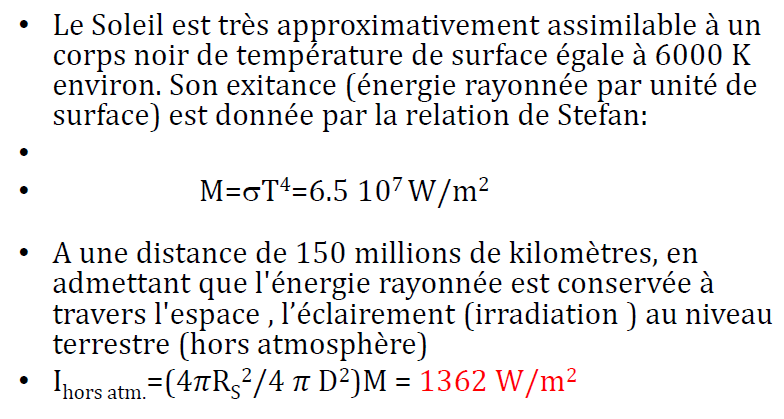 • Le Soleil est très approximativement assimilable à un
corps noir de température de surface égale à 6000 K
environ. Son exitance (énergie rayonnée par unité de
surface) est donnée par la relation de Stefan:
•
• M=σT⁴=6.5 10⁷ W/m²
• A une distance de 150 millions de kilomètres, en
admettant que l'énergie rayonnée est conservée à
travers l'espace , l’éclairement (irradiation ) au niveau
terrestre (hors atmosphère)
• I hors atm.=(4πR_S²/4 π D²)M = 1362 W/m²